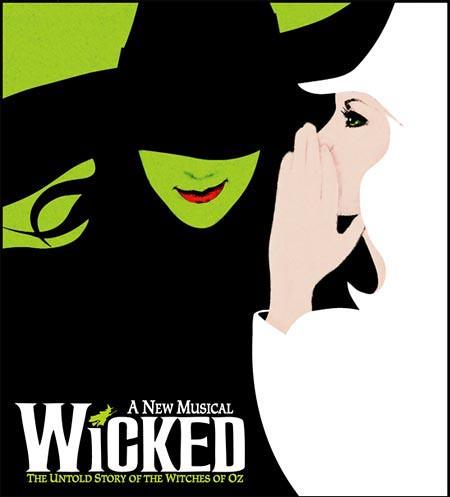 A New Musical
Wicked
The Untold Story of the Witches of Oz